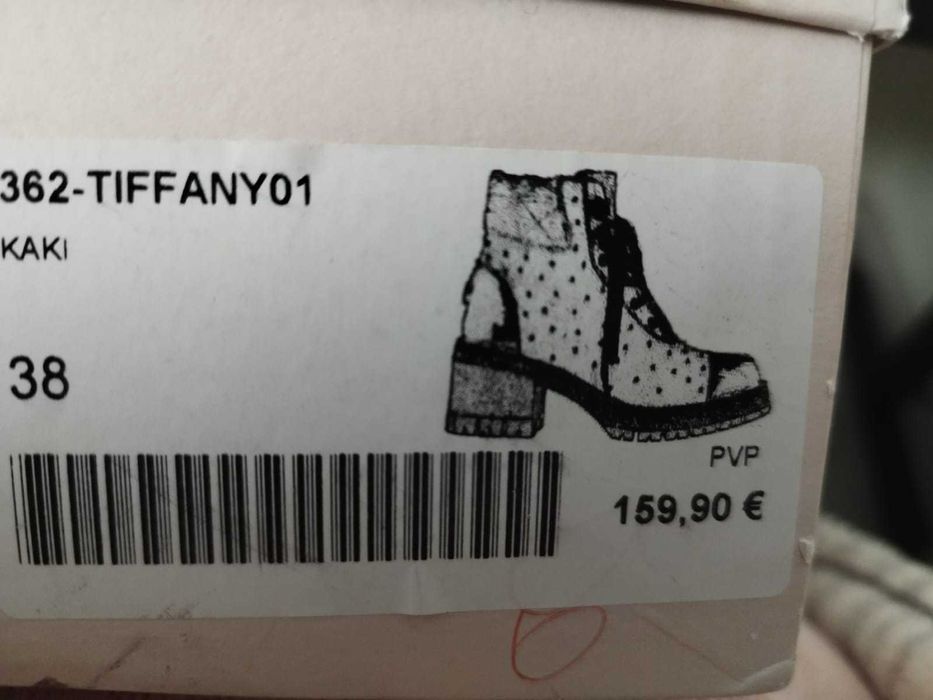 362-TIFFANY01
KAKI
38
PVP
159,90 €